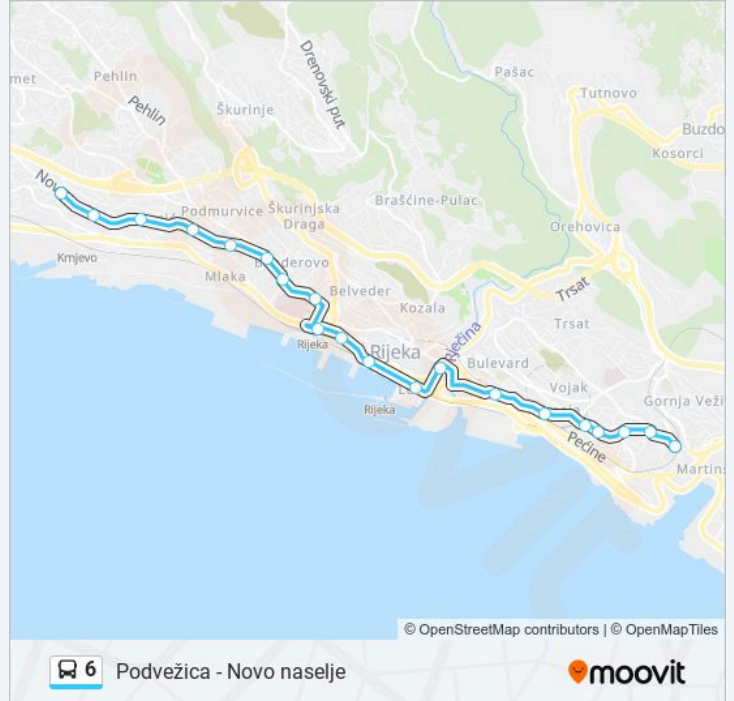 met
Pehlin
Pehlin
Drenovski put
Pašac
Tutnovo
Škurinje
Buzdo
Kosorci
Nov
Podmurvice
Škurinjska
Draga
Brašćine-Pulac
Orehovica
Krnjevo
Mlaka
Belveder
Kozala
Trsat
Trsat
Rječina
Rijeka
Rijeka
Bulevard
Vojak
Gornja Veži
Rijeka
Pećine
Martins
© OpenStreetMap contributors | © OpenMapTiles
6 Podvežica - Novo naselje
moovit